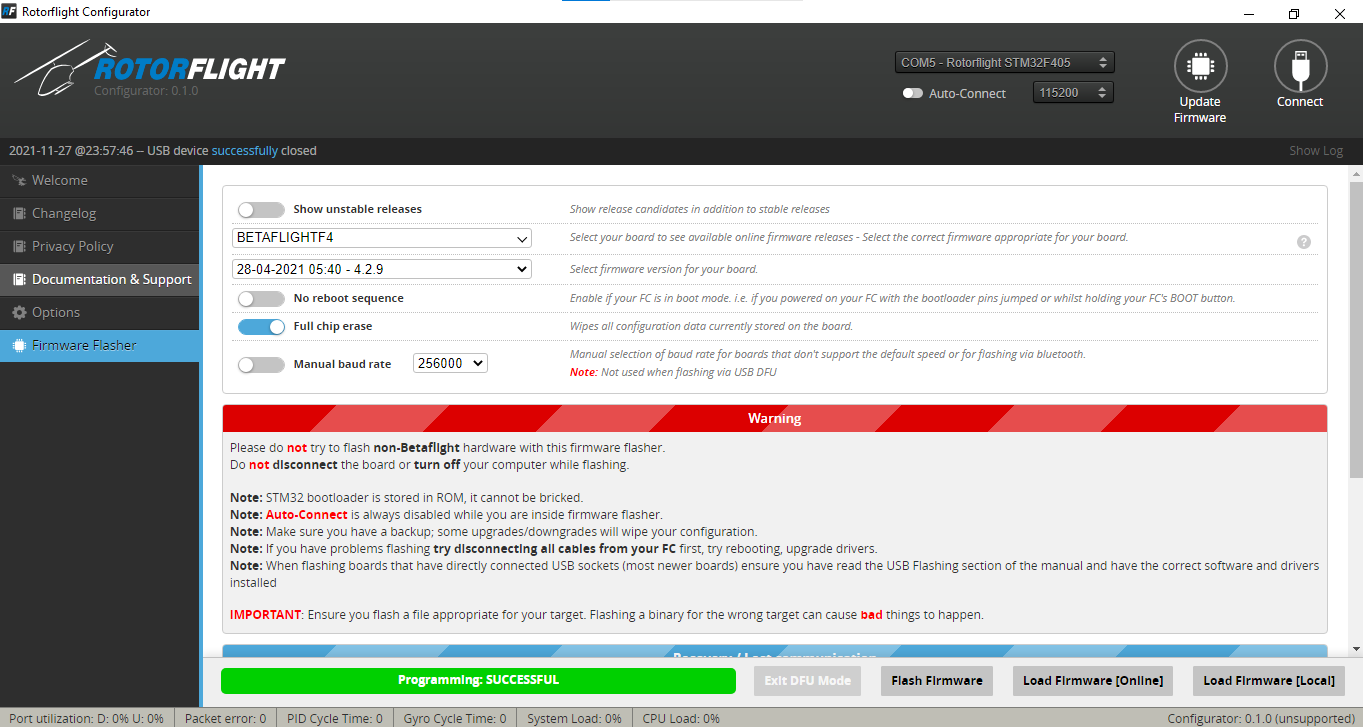 Rotorflight Configurator
ROTORFLIGHT
Configurator: 0.1.0
COM5 - Rotorflight STM32F405
Auto-Connect
115200
Update
Firmware
Connect
2021-11-27 @23:57:46 -- USB device successfully closed
Show Log
Welcome
Changelog
Privacy Policy
Documentation & Support
Options
Firmware Flasher
Show unstable releases
Show release candidates in addition to stable releases
BETAFLIGHTF4
Select your board to see available online firmware releases - Select the correct firmware appropriate for your board.
?
28-04-2021 05:40 - 4.2.9
Select firmware version for your board.
No reboot sequence
Enable if your FC is in boot mode. i.e. if you powered on your FC with the bootloader pins jumped or whilst holding your FC's BOOT button.
Full chip erase
Wipes all configuration data currently stored on the board.
Manual baud rate
256000
Manual selection of baud rate for boards that don't support the default speed or for flashing via bluetooth.
Note: Not used when flashing via USB DFU
Warning
Please do not try to flash non-Betaflight hardware with this firmware flasher.
Do not disconnect the board or turn off your computer while flashing.
Note: STM32 bootloader is stored in ROM, it cannot be bricked.
Note: Auto-Connect is always disabled while you are inside firmware flasher.
Note: Make sure you have a backup; some upgrades/downgrades will wipe your configuration.
Note: If you have problems flashing try disconnecting all cables from your FC first, try rebooting, upgrade drivers.
Note: When flashing boards that have directly connected USB sockets (most newer boards) ensure you have read the USB Flashing section of the manual and have the correct software and drivers
installed
IMPORTANT: Ensure you flash a file appropriate for your target. Flashing a binary for the wrong target can cause bad things to happen.
Recovery / Lost communication
Programming: SUCCESSFUL
Exit DFU Mode
Flash Firmware
Load Firmware [Online]
Load Firmware [Local]
Port utilization: D: 0% U: 0%
Packet error: 0
PID Cycle Time: 0
Gyro Cycle Time: 0
System Load: 0%
CPU Load: 0%
Configurator: 0.1.0 (unsupported)